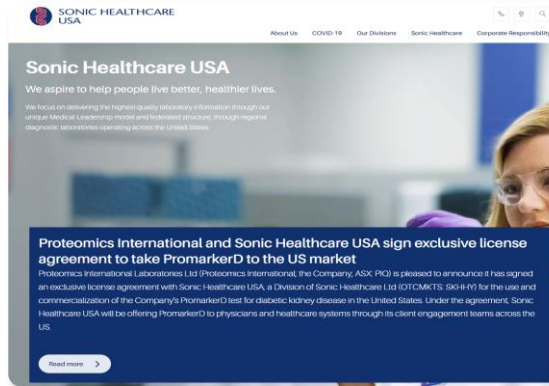 SONIC HEALTHCARE
USA
About Us COVID-19 Our Divisions Sonic Healthcare Corporate Responsibility
Sonic Healthcare USA
We aspire to help people live better, healthier lives.
We focus on delivering the highest quality laboratory information through our
unique Medical Leadership model and federated structure, through regional
diagnostic laboratories operating across the United States.
Proteomics International and Sonic Healthcare USA sign exclusive license
agreement to take PromarkerD to the US market
Proteomics International Laboratories Ltd (Proteomics International, the Company, ASX: PIQ) is pleased to announce it has signed
an exclusive license agreement with Sonic Healthcare USA, a Division of Sonic Healthcare Ltd (OTCMKTS: SKHHY) for the use and
commercialization of the Company's PromarkerD test for diabetic kidney disease in the United States. Under the agreement, Sonic
Healthcare USA will be offering PromarkerD to physicians and healthcare systems through its client engagement teams across the
US.
Read more